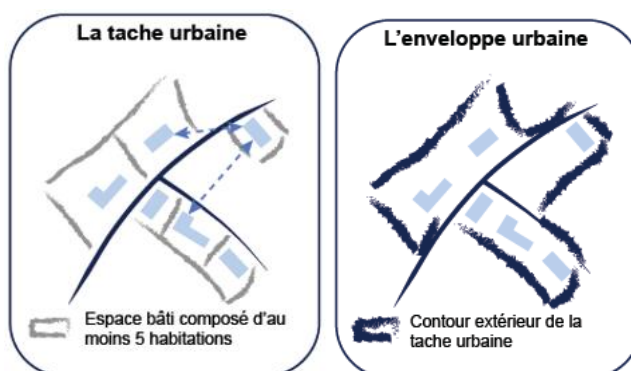 La tache urbaine
Espace bâti composé d'au
moins 5 habitations
L'enveloppe urbaine
Contour extérieur de la
tache urbaine